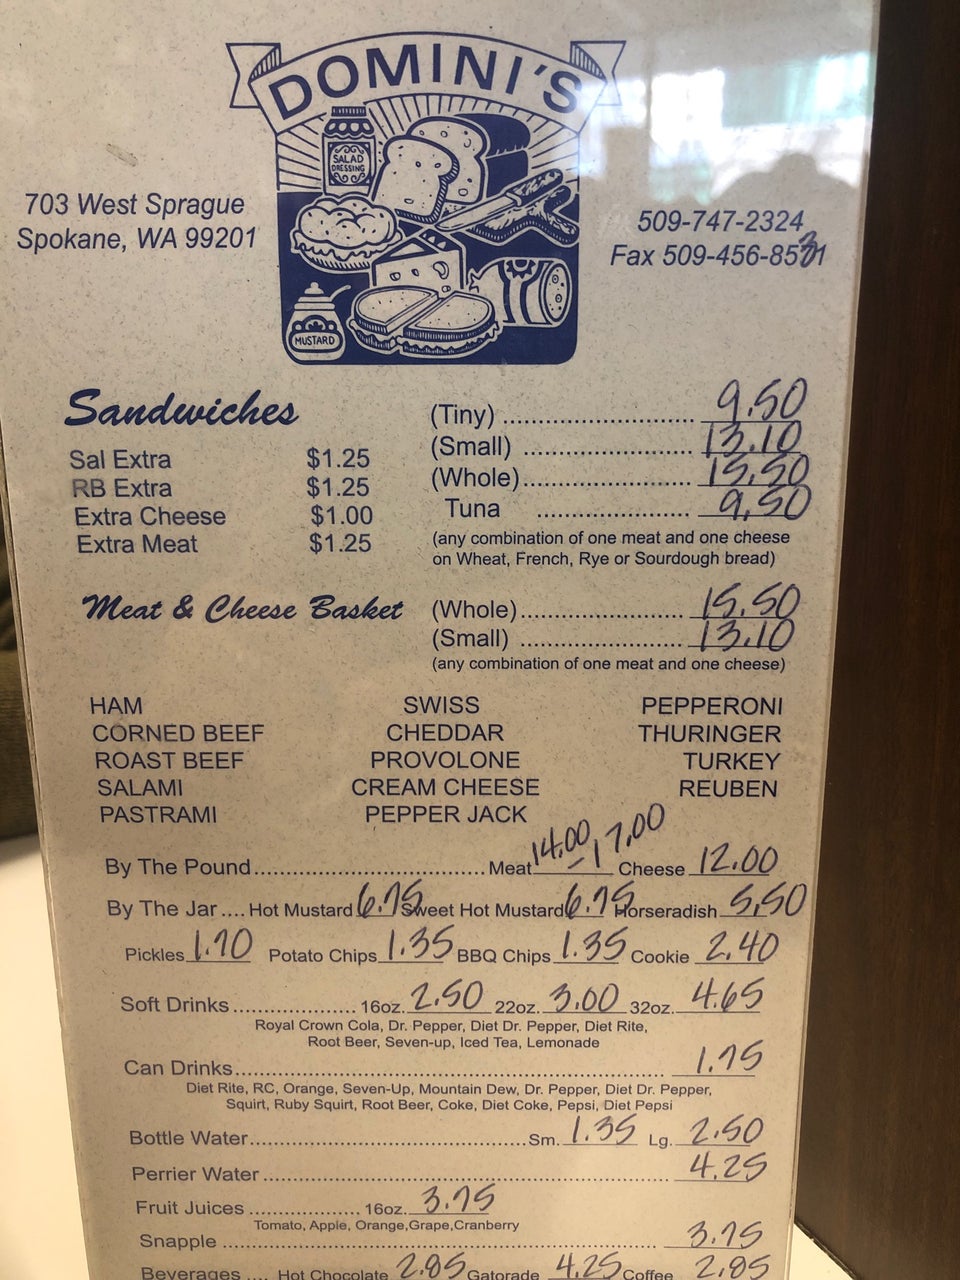 DOMINI'S
SALAD
DRESSING
MUSTARD
703 West Sprague
Spokane, WA 99201
509-747-2324
Fax 509-456-8531
Sandwiches
Sal Extra $1.25
RB Extra $1.25
Extra Cheese $1.00
Extra Meat $1.25
(Tiny) ........................... 9.50
(Small) ........................ 13.10
(Whole)........................ 15.50
Tuna ...................... 9.50
(any combination of one meat and one cheese
on Wheat, French, Rye or Sourdough bread)
Meat & Cheese Basket (Whole)........................ 15.50
(Small) ....................... 13.10
(any combination of one meat and one cheese)
HAM SWISS PEPPERONI
CORNED BEEF CHEDDAR THURINGER
ROAST BEEF PROVOLONE TURKEY
SALAMI CREAM CHEESE REUBEN
PASTRAMI PEPPER JACK
By The Pound.................................. Meat 14.00 - 17.00 Cheese 12.00
By The Jar .... Hot Mustard 6.75 Sweet Hot Mustard 6.75 Horseradish 5.50
Pickles 1.70 Potato Chips 1.35 BBQ Chips 1.35 Cookie 2.40
Soft Drinks.................. 16oz. 2.50 22oz. 3.00 32oz. 4.65
Royal Crown Cola, Dr. Pepper, Diet Dr. Pepper, Diet Rite,
Root Beer, Seven-up, Iced Tea, Lemonade
Can Drinks.................................................................. 1.75
Diet Rite, RC, Orange, Seven-Up, Mountain Dew, Dr. Pepper, Diet Dr. Pepper,
Squirt, Ruby Squirt, Root Beer, Coke, Diet Coke, Pepsi, Diet Pepsi
Bottle Water........................................Sm. 1.35 Lg. 2.50
Perrier Water ........................................................... 4.25
Fruit Juices ................ 16oz. 3.75
Tomato, Apple, Orange,Grape,Cranberry
Snapple ............................................................... 3.75
Beverages .... Hot Chocolate 2.85 Gatorade 4.25 Coffee 2.85